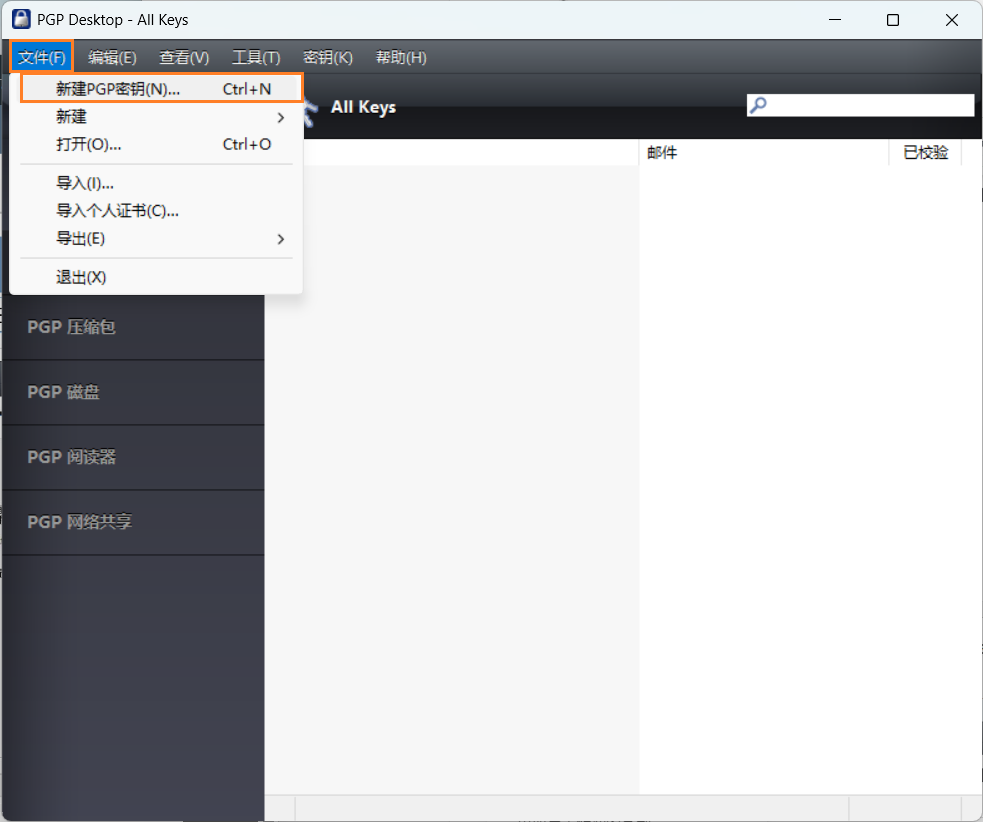 PGP Desktop - All Keys
文件(F) 编辑(E) 查看(V) 工具(T) 密钥(K) 帮助(H)
新建PGP密钥(N)... Ctrl+N
新建
打开(O)... Ctrl+O
导入(I)...
导入个人证书(C)...
导出(E)
退出(X)
All Keys
邮件 已校验
PGP 压缩包
PGP 磁盘
PGP 阅读器
PGP 网络共享